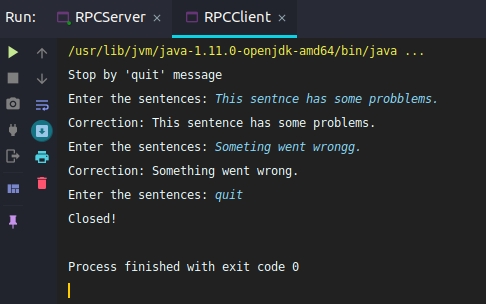 Run: RPCServer × RPCClient ×
/usr/lib/jvm/java-1.11.0-openjdk-amd64/bin/java ...
Stop by 'quit' message
Enter the sentences: This sentnce has some probblems.
Correction: This sentence has some problems.
Enter the sentences: Someting went wrongg.
Correction: Something went wrong.
Enter the sentences: quit
Closed!
Process finished with exit code 0